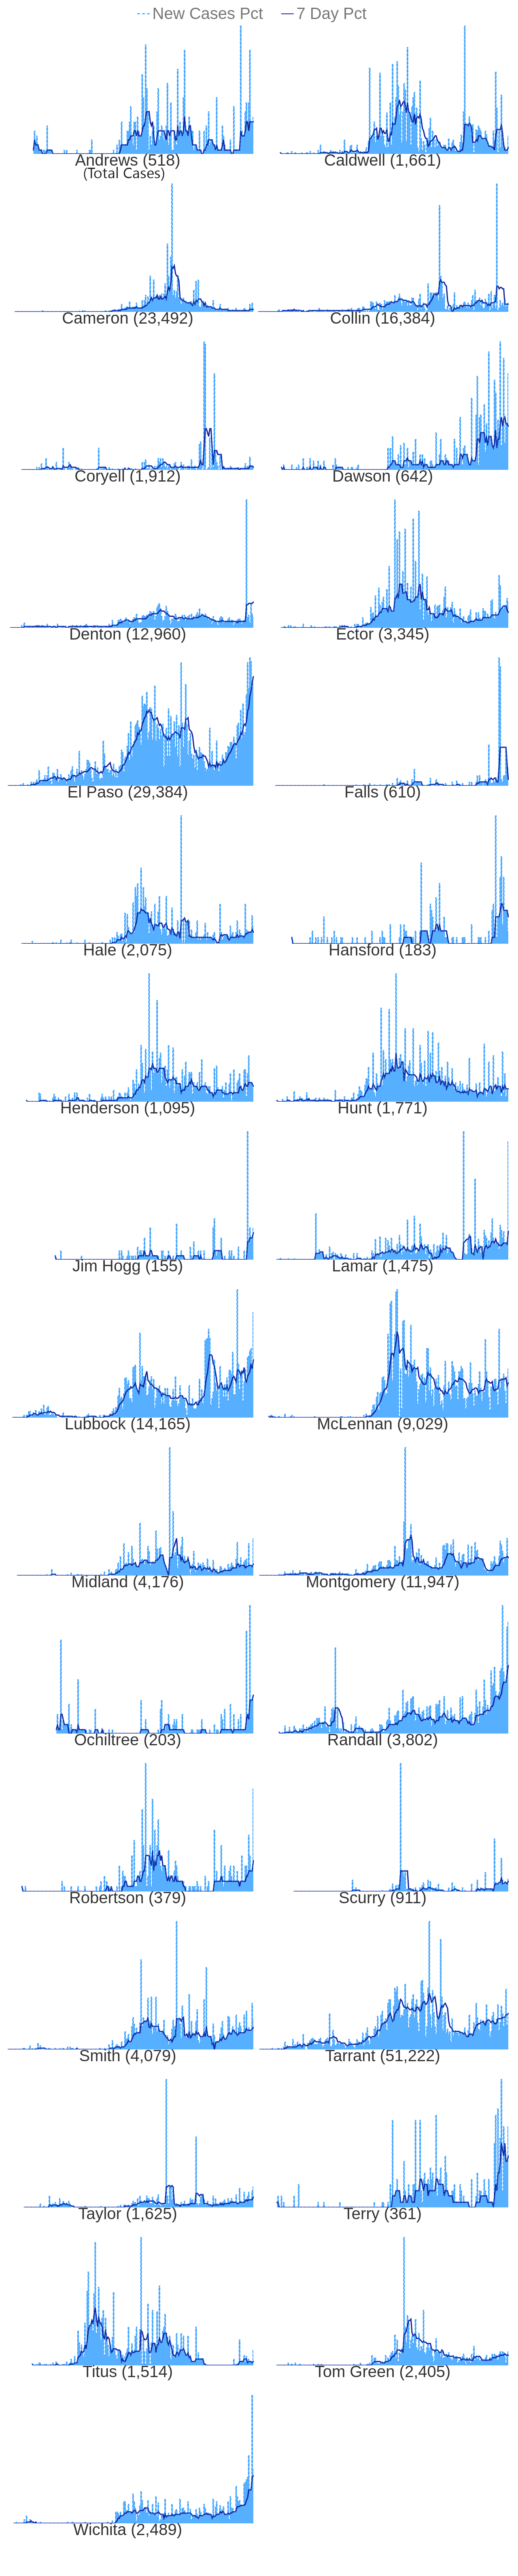 New Cases Pct 7 Day Pct
Andrews (518) Caldwell (1,661)
(Total Cases)
Cameron (23,492) Collin (16,384)
Coryell (1,912) Dawson (642)
Denton (12,960) Ector (3,345)
El Paso (29,384) Falls (610)
Hale (2,075) Hansford (183)
Henderson (1,095) Hunt (1,771)
Jim Hogg (155) Lamar (1,475)
Lubbock (14,165) McLennan (9,029)
Midland (4,176) Montgomery (11,947)
Ochiltree (203) Randall (3,802)
Robertson (379) Scurry (911)
Smith (4,079) Tarrant (51,222)
Taylor (1,625) Terry (361)
Titus (1,514) Tom Green (2,405)
Wichita (2,489)